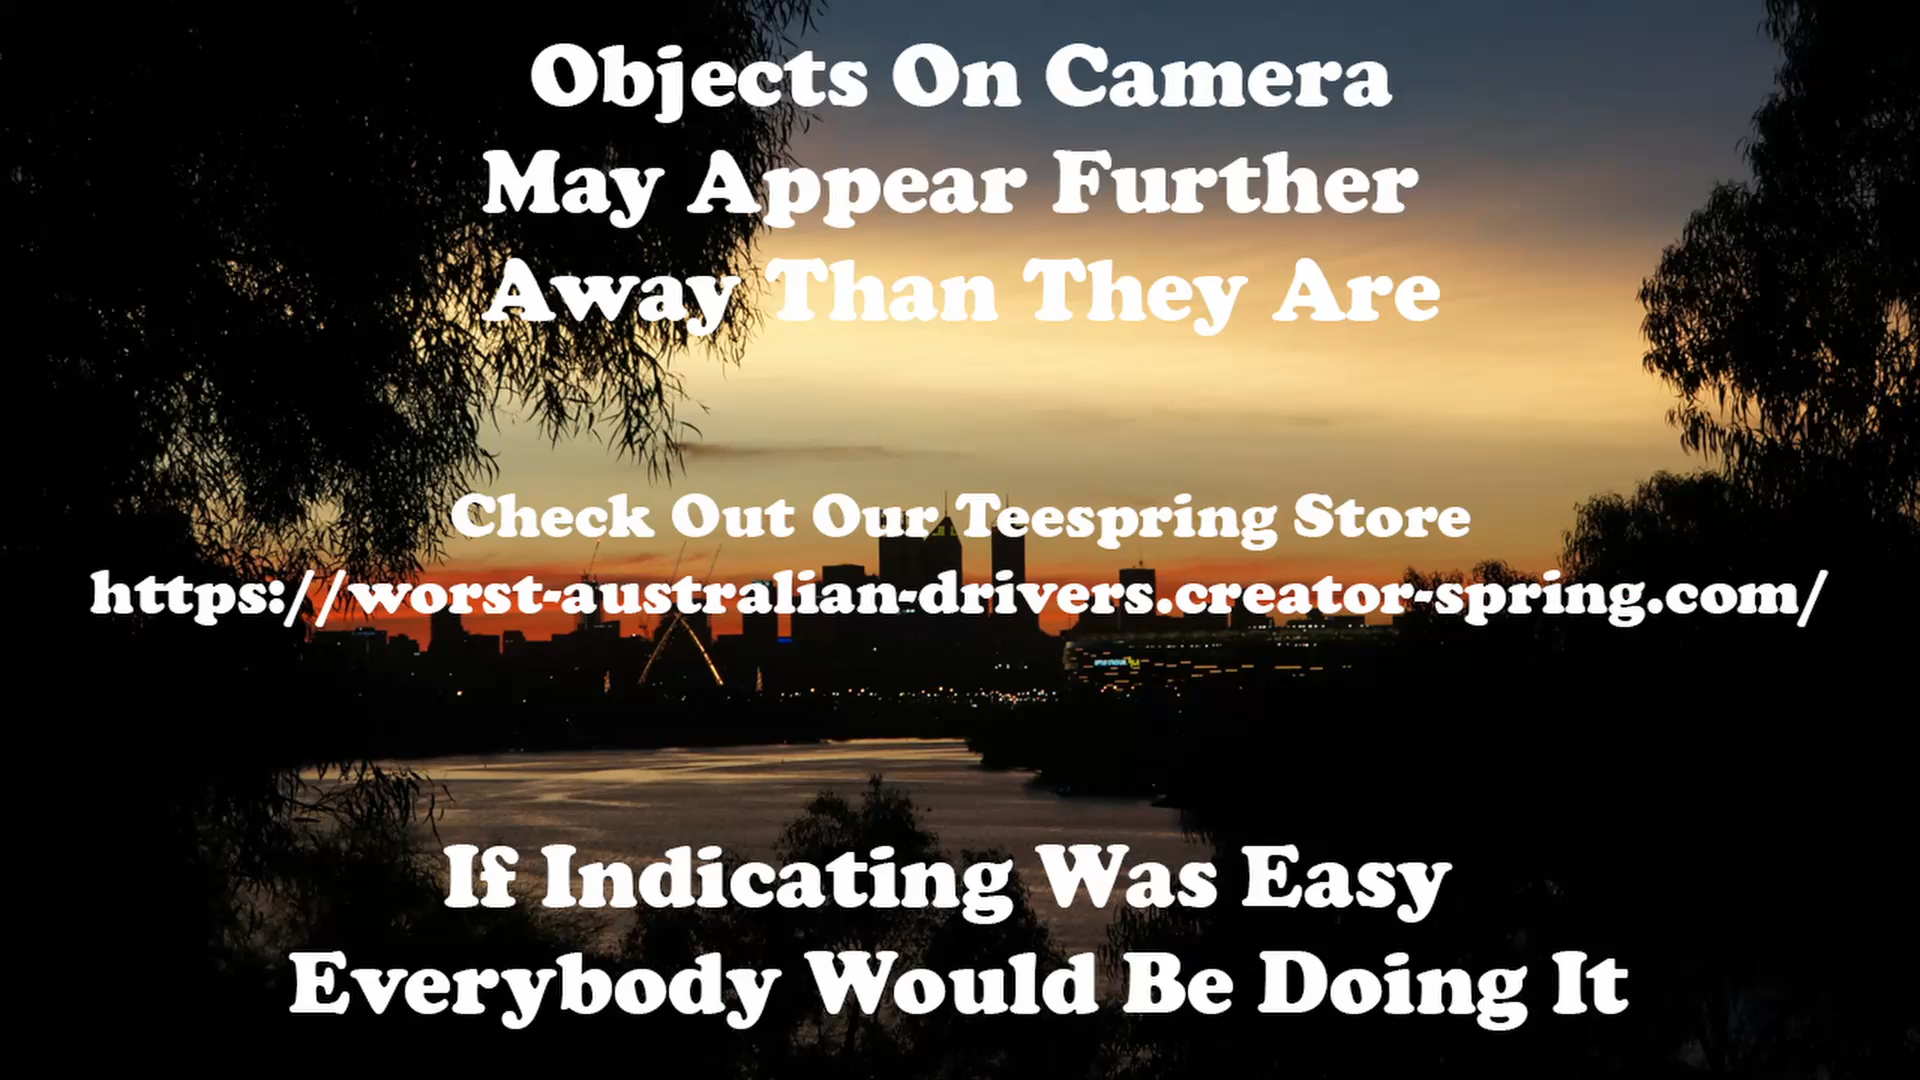 Objects On Camera
May Appear Further
Away Than They Are
Check Out Our Teespring Store
https://worst-australian-drivers.creator-spring.com/
If Indicating Was Easy
Everybody Would Be Doing It